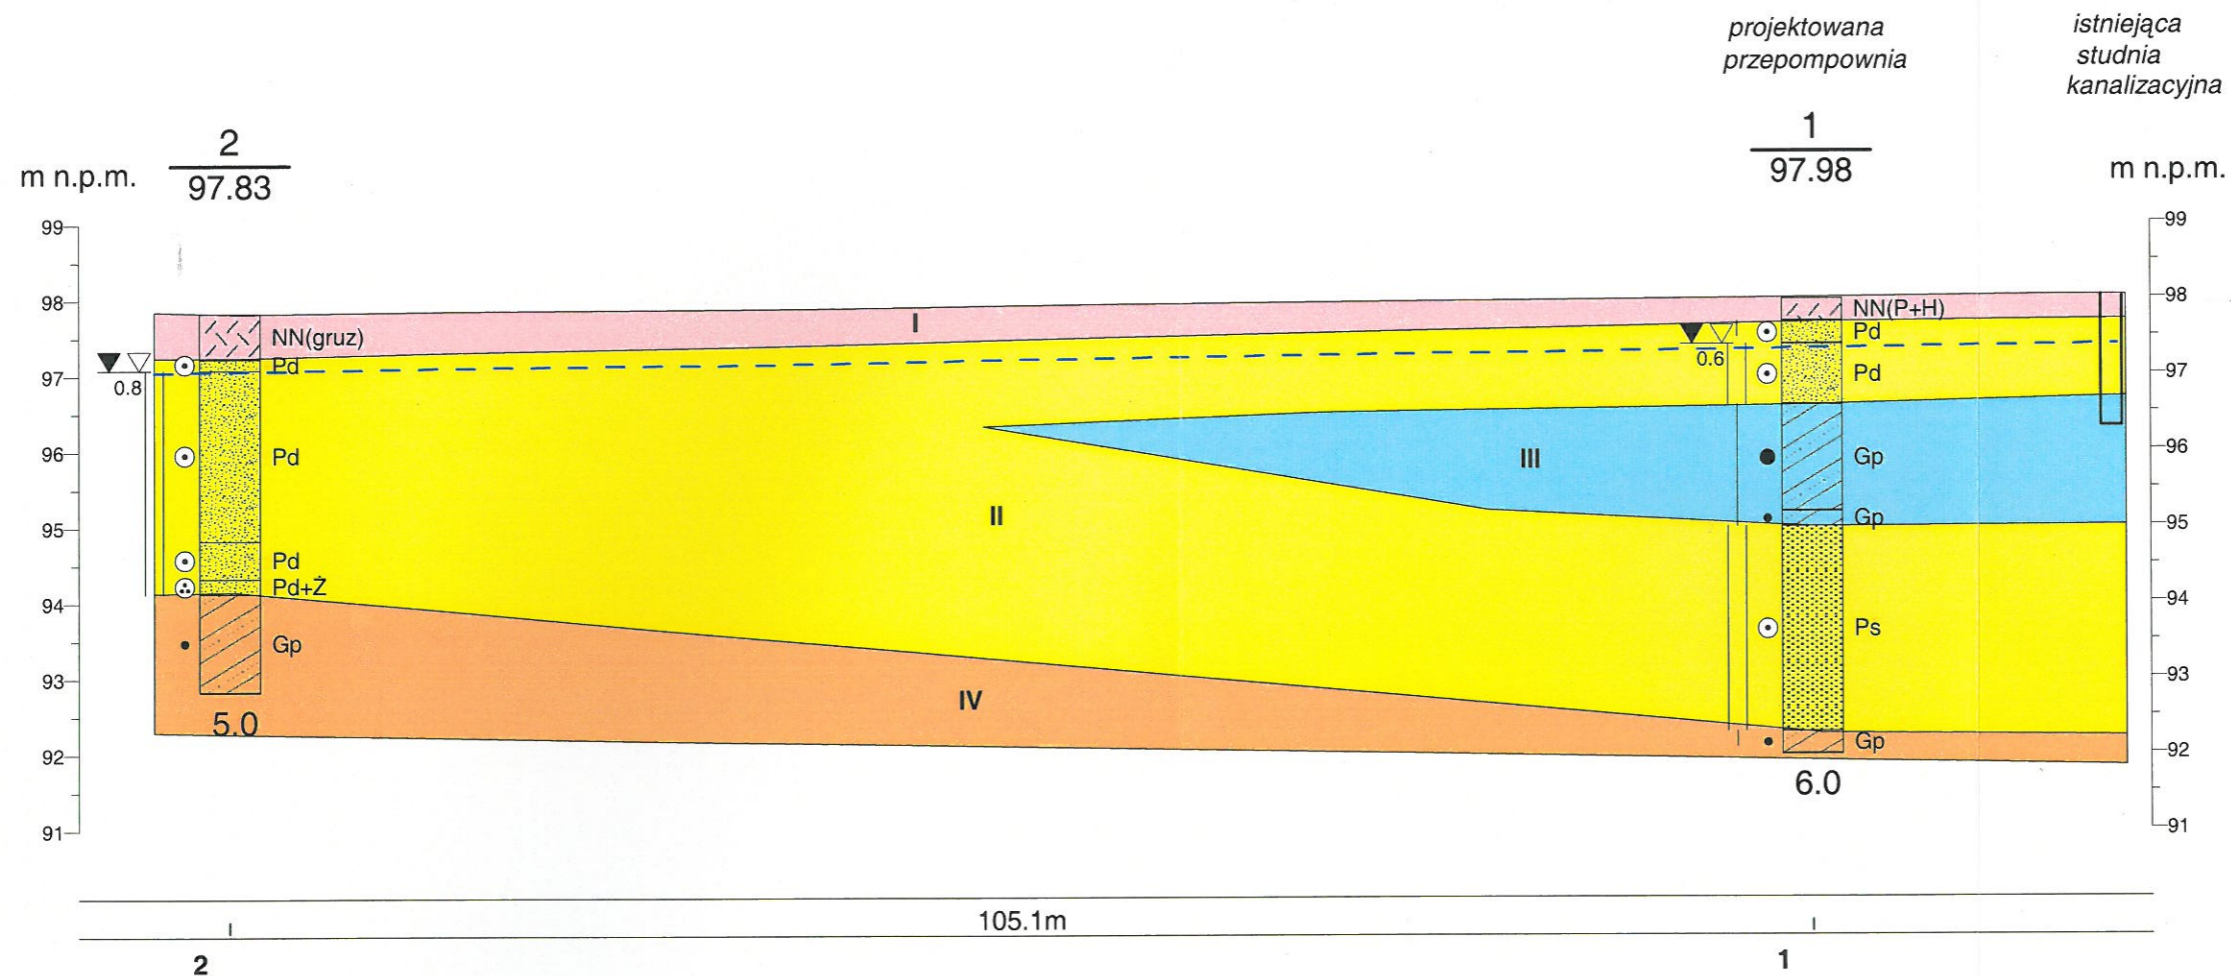 projektowana
przepompownia
istniejąca
studnia
kanalizacyjna
2
97.83
1
97.98
m n.p.m.
m n.p.m.
99
98
97
96
95
94
93
92
91
0.8
NN(gruz)
Pd
Pd
Pd
Pd+Ż
Gp
5.0
I
II
III
IV
0.6
NN(P+H)
Pd
Pd
Gp
Gp
Ps
Gp
6.0
99
98
97
96
95
94
93
92
91
105.1m
2
1